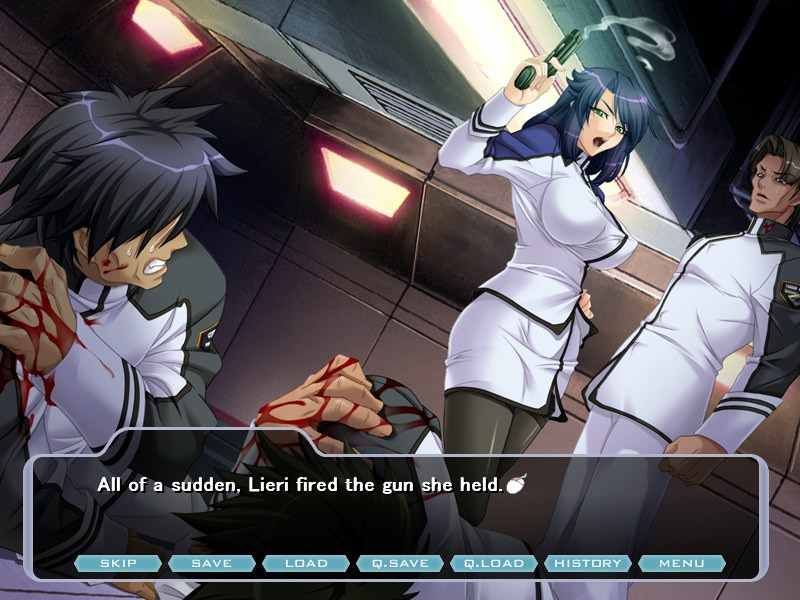 All of a sudden, Lieri fired the gun she held.
SKIP SAVE LOAD Q.SAVE Q.LOAD HISTORY MENU